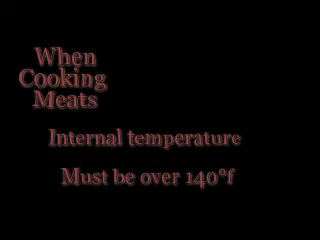 When
Cooking
Meats
Internal temperature
Must be over 140°f